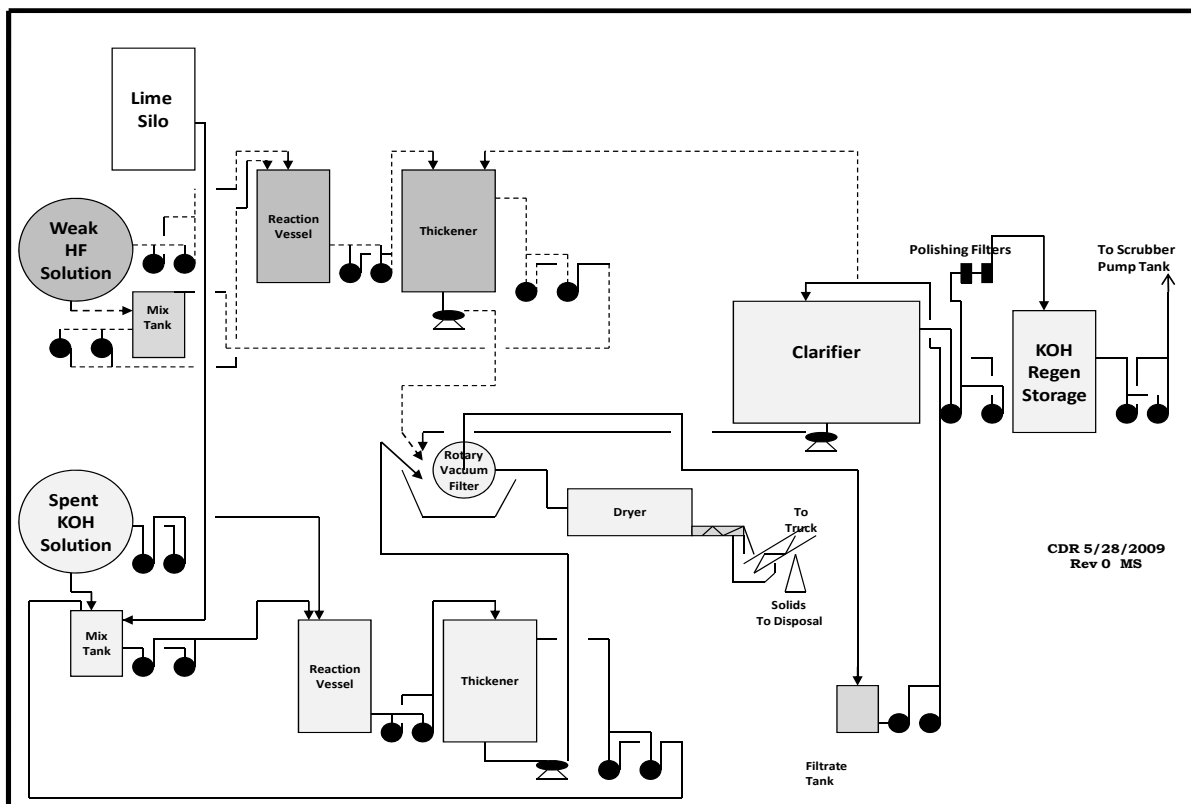 Lime
Silo
Weak
HF
Solution
Mix
Tank
Reaction
Vessel
Thickener
Polishing Filters
To Scrubber
Pump Tank
Clarifier
KOH
Regen
Storage
Rotary
Vacuum
Filter
Dryer
To
Truck
Solids
To Disposal
CDR 5/28/2009
Rev 0 MS
Spent
KOH
Solution
Mix
Tank
Reaction
Vessel
Thickener
Filtrate
Tank